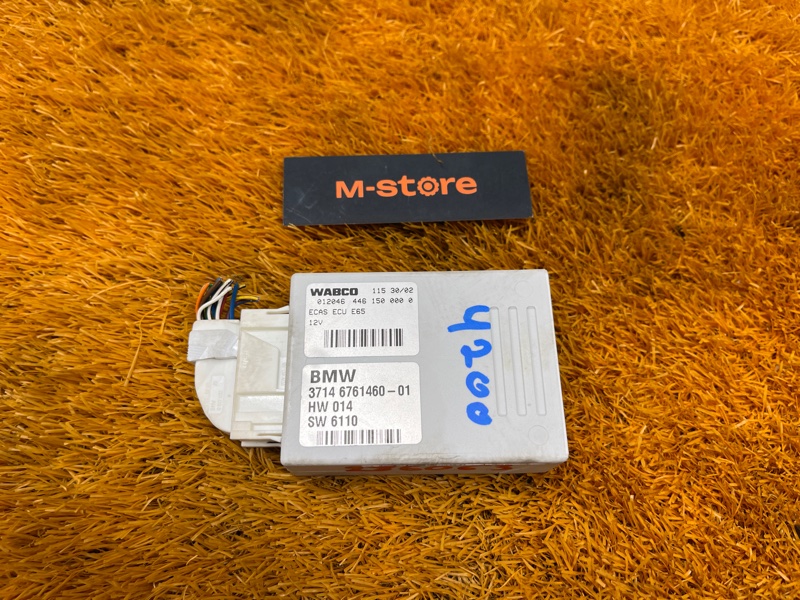 M-store
WABCO 115 30/02
012046 446 150 000 0
ECAS ECU E65
12V
BMW
3714 6761460-01
HW 014
SW 6110
4200